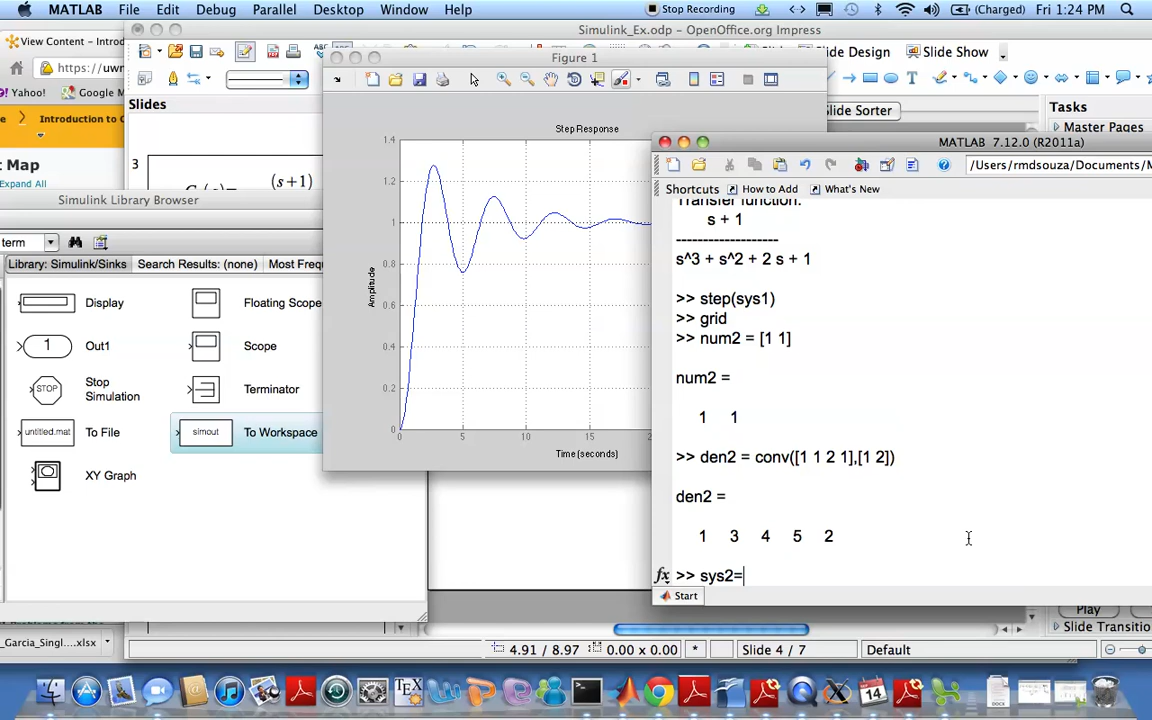 MATLAB File Edit Debug Parallel Desktop Window Help
Stop Recording
(Charged) Fri 1:24 PM
View Content - Introd
Simulink_Ex.odp - OpenOffice.org Impress
https://uwm
Slide Design
Slide Show
Yahoo!
Google M
Introduction to C
t Map
Expand All
Slides
3
(s+1)
Figure 1
Slide Sorter
Tasks
Master Pages
Simulink Library Browser
term
Library: Simulink/Sinks
Search Results: (none)
Most Freq
Display
Floating Scope
1
Out1
Scope
STOP
Stop Simulation
Terminator
untitled.mat
To File
simout
To Workspace
XY Graph
Step Response
Amplitude
1.4
1.2
1
0.8
0.6
0.4
0.2
0
0 5 10 15 2
Time (seconds)
MATLAB 7.12.0 (R2011a)
/Users/rmdsouza/Documents/M
Shortcuts How to Add What's New
Transfer function:
s + 1
--------------------
s^3 + s^2 + 2 s + 1
>> step(sys1)
>> grid
>> num2 = [1 1]
num2 =
1 1
>> den2 = conv([1 1 2 1],[1 2])
den2 =
1 3 4 5 2
fx >> sys2=
Start
Play
Slide Transitio
_Garcia_Singl....xlsx
4.91 / 8.97
0.00 x 0.00
*
Slide 4 / 7
Default
TEX
14